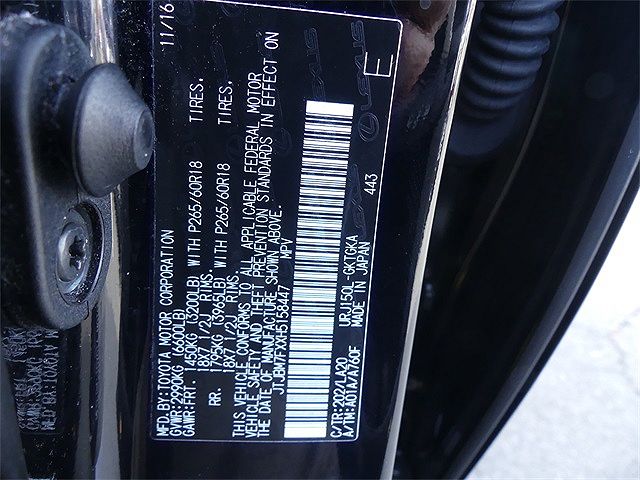 MFD.BY:TOYOTA MOTOR CORPORATION 11/16
GVWR:2990KG (6600LB)
GAWR:FRT. 1450KG (3200LB) WITH P265/60R18 TIRES.
18X7 1/2J RIMS.
RR. 1795KG (3965LB) WITH P265/60R18 TIRES.
18X7 1/2J RIMS.
THIS VEHICLE CONFORMS TO ALL APPLICABLE FEDERAL MOTOR
VEHICLE SAFETY AND THEFT PREVENTION STANDARDS IN EFFECT ON
THE DATE OF MANUFACTURE SHOWN ABOVE.
JTJBM7FXXH5158447 MPV
C/TR:202/LA20 URJ150L-GKTGKA 443 E
A/TM:A01A/A760F MADE IN JAPAN
LEXUS